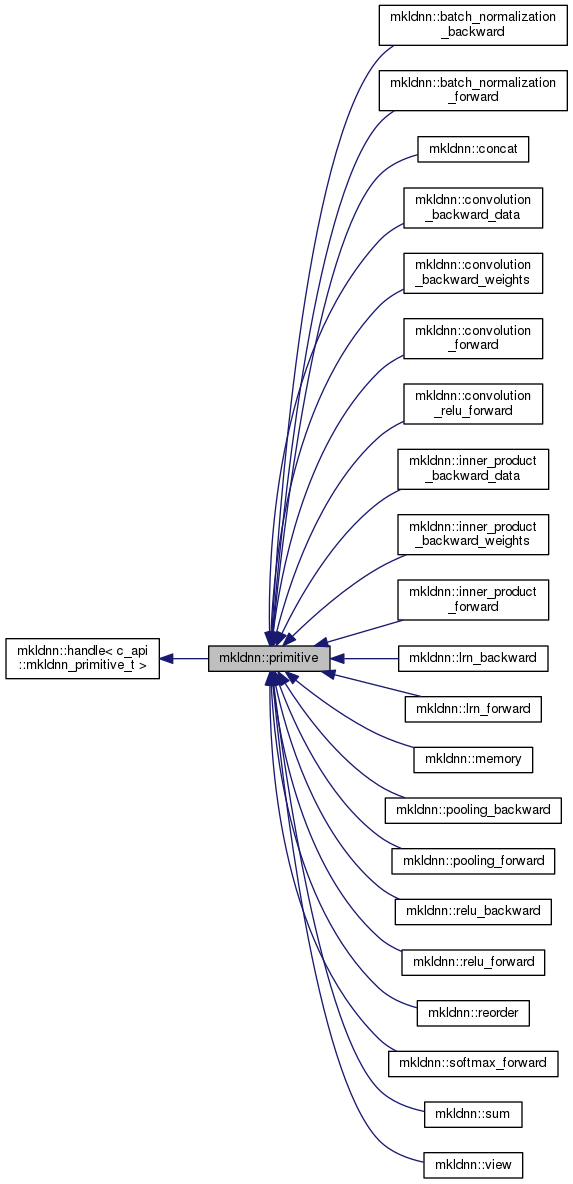 mkldnn::batch_normalization
_backward
mkldnn::batch_normalization
_forward
mkldnn::concat
mkldnn::convolution
_backward_data
mkldnn::convolution
_backward_weights
mkldnn::convolution
_forward
mkldnn::convolution
_relu_forward
mkldnn::inner_product
_backward_data
mkldnn::inner_product
_backward_weights
mkldnn::inner_product
_forward
mkldnn::handle< c_api
::mkldnn_primitive_t >
mkldnn::primitive
mkldnn::lrn_backward
mkldnn::lrn_forward
mkldnn::memory
mkldnn::pooling_backward
mkldnn::pooling_forward
mkldnn::relu_backward
mkldnn::relu_forward
mkldnn::reorder
mkldnn::softmax_forward
mkldnn::sum
mkldnn::view